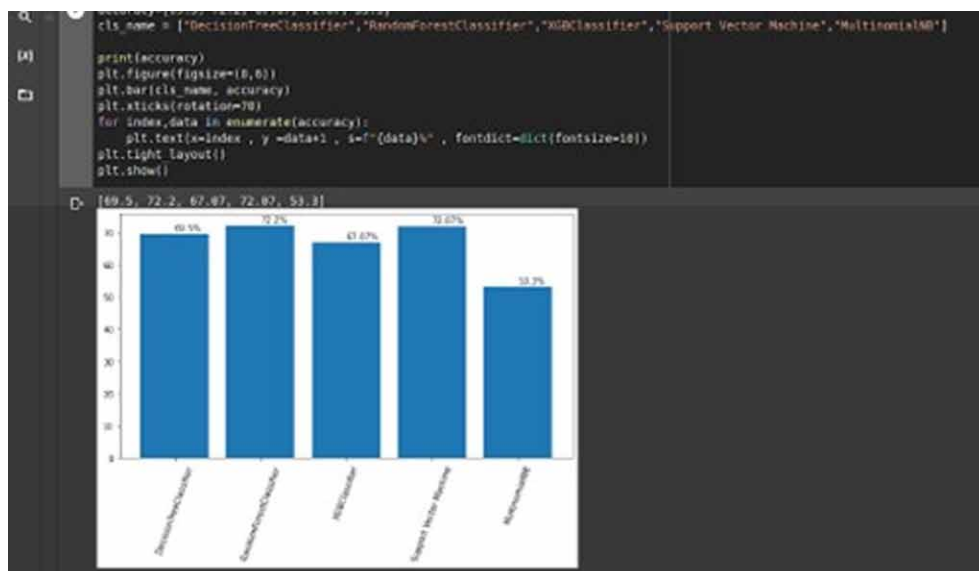 cls_name = ["DecisionTreeClassifier","RandomForestClassifier","XGBClassifier","Support Vector Machine","MultinomialNB"]
print(accuracy)
plt.figure(figsize=(8,6))
plt.bar(cls_name, accuracy)
plt.xticks(rotation=70)
for index,data in enumerate(accuracy):
plt.text(x=index , y =data+1 , s=f"{data}%" , fontdict=dict(fontsize=10))
plt.tight_layout()
plt.show()
[69.5, 72.2, 67.07, 72.07, 53.3]
69.5%
72.2%
67.07%
72.07%
53.3%
70
60
50
40
30
20
10
0
DecisionTreeClassifier
RandomForestClassifier
XGBClassifier
Support Vector Machine
MultinomialNB